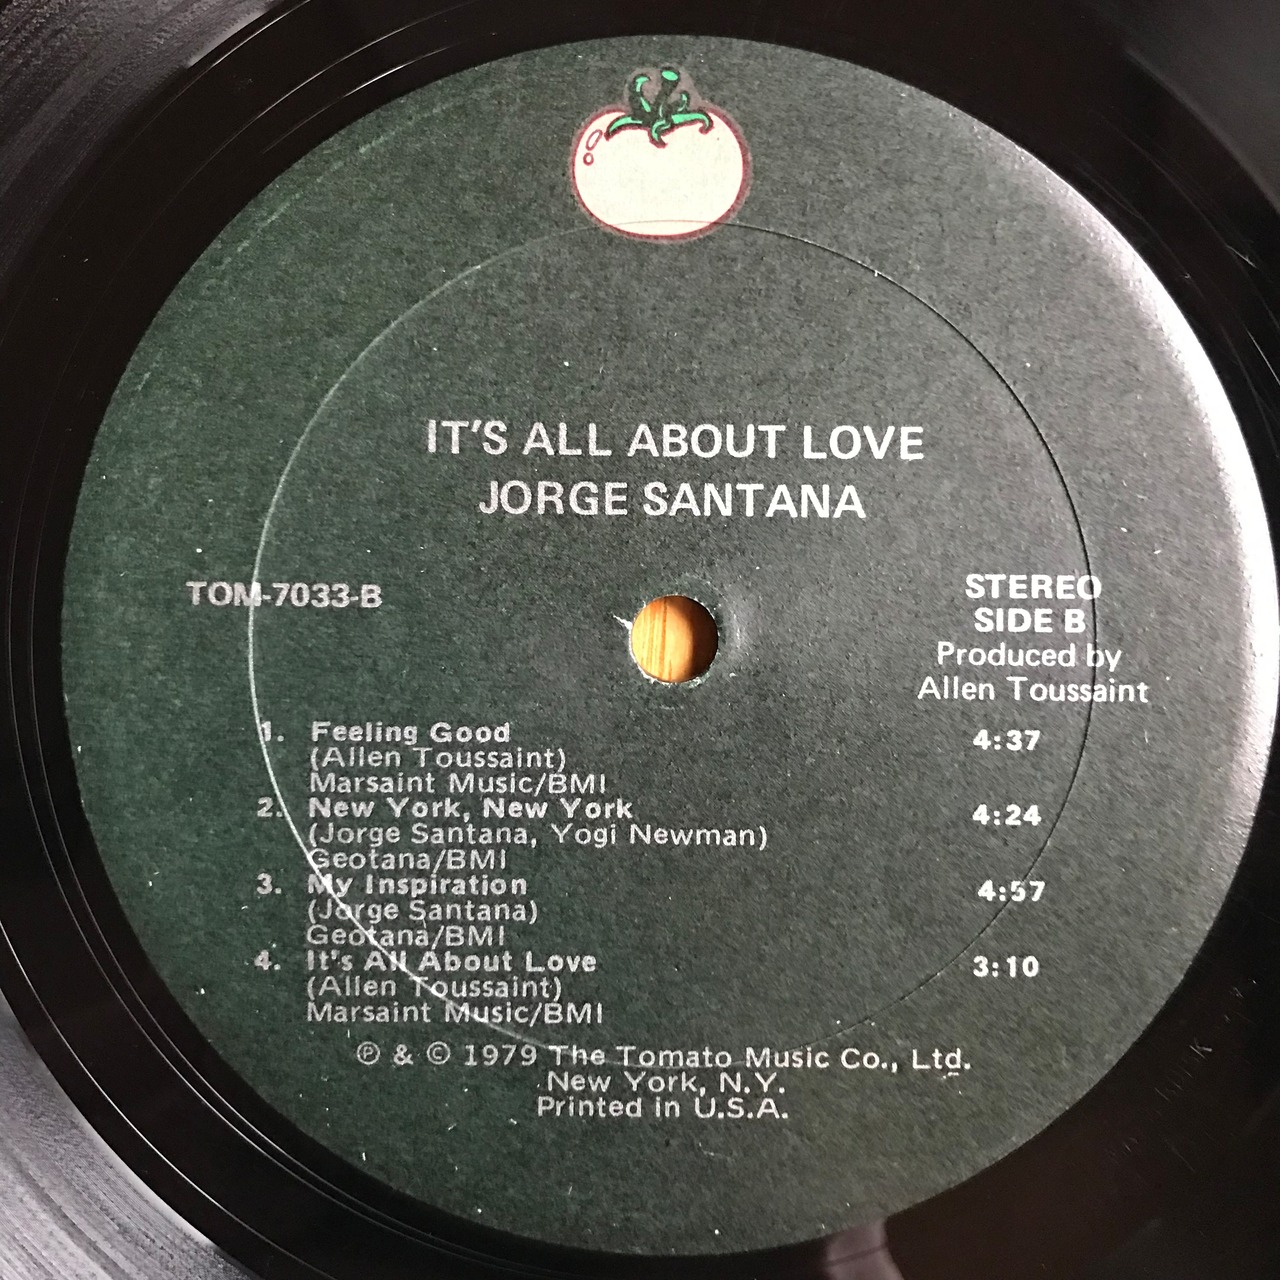 IT'S ALL ABOUT LOVE
JORGE SANTANA
TOM-7033-B
STEREO
SIDE B
Produced by
Allen Toussaint
1. Feeling Good 4:37
(Allen Toussaint)
Marsaint Music/BMI
2. New York, New York 4:24
(Jorge Santana, Yogi Newman)
Geotana/BMI
3. My Inspiration 4:57
(Jorge Santana)
Geotana/BMI
4. It's All About Love 3:10
(Allen Toussaint)
Marsaint Music/BMI
℗ & © 1979 The Tomato Music Co., Ltd.
New York, N.Y.
Printed in U.S.A.